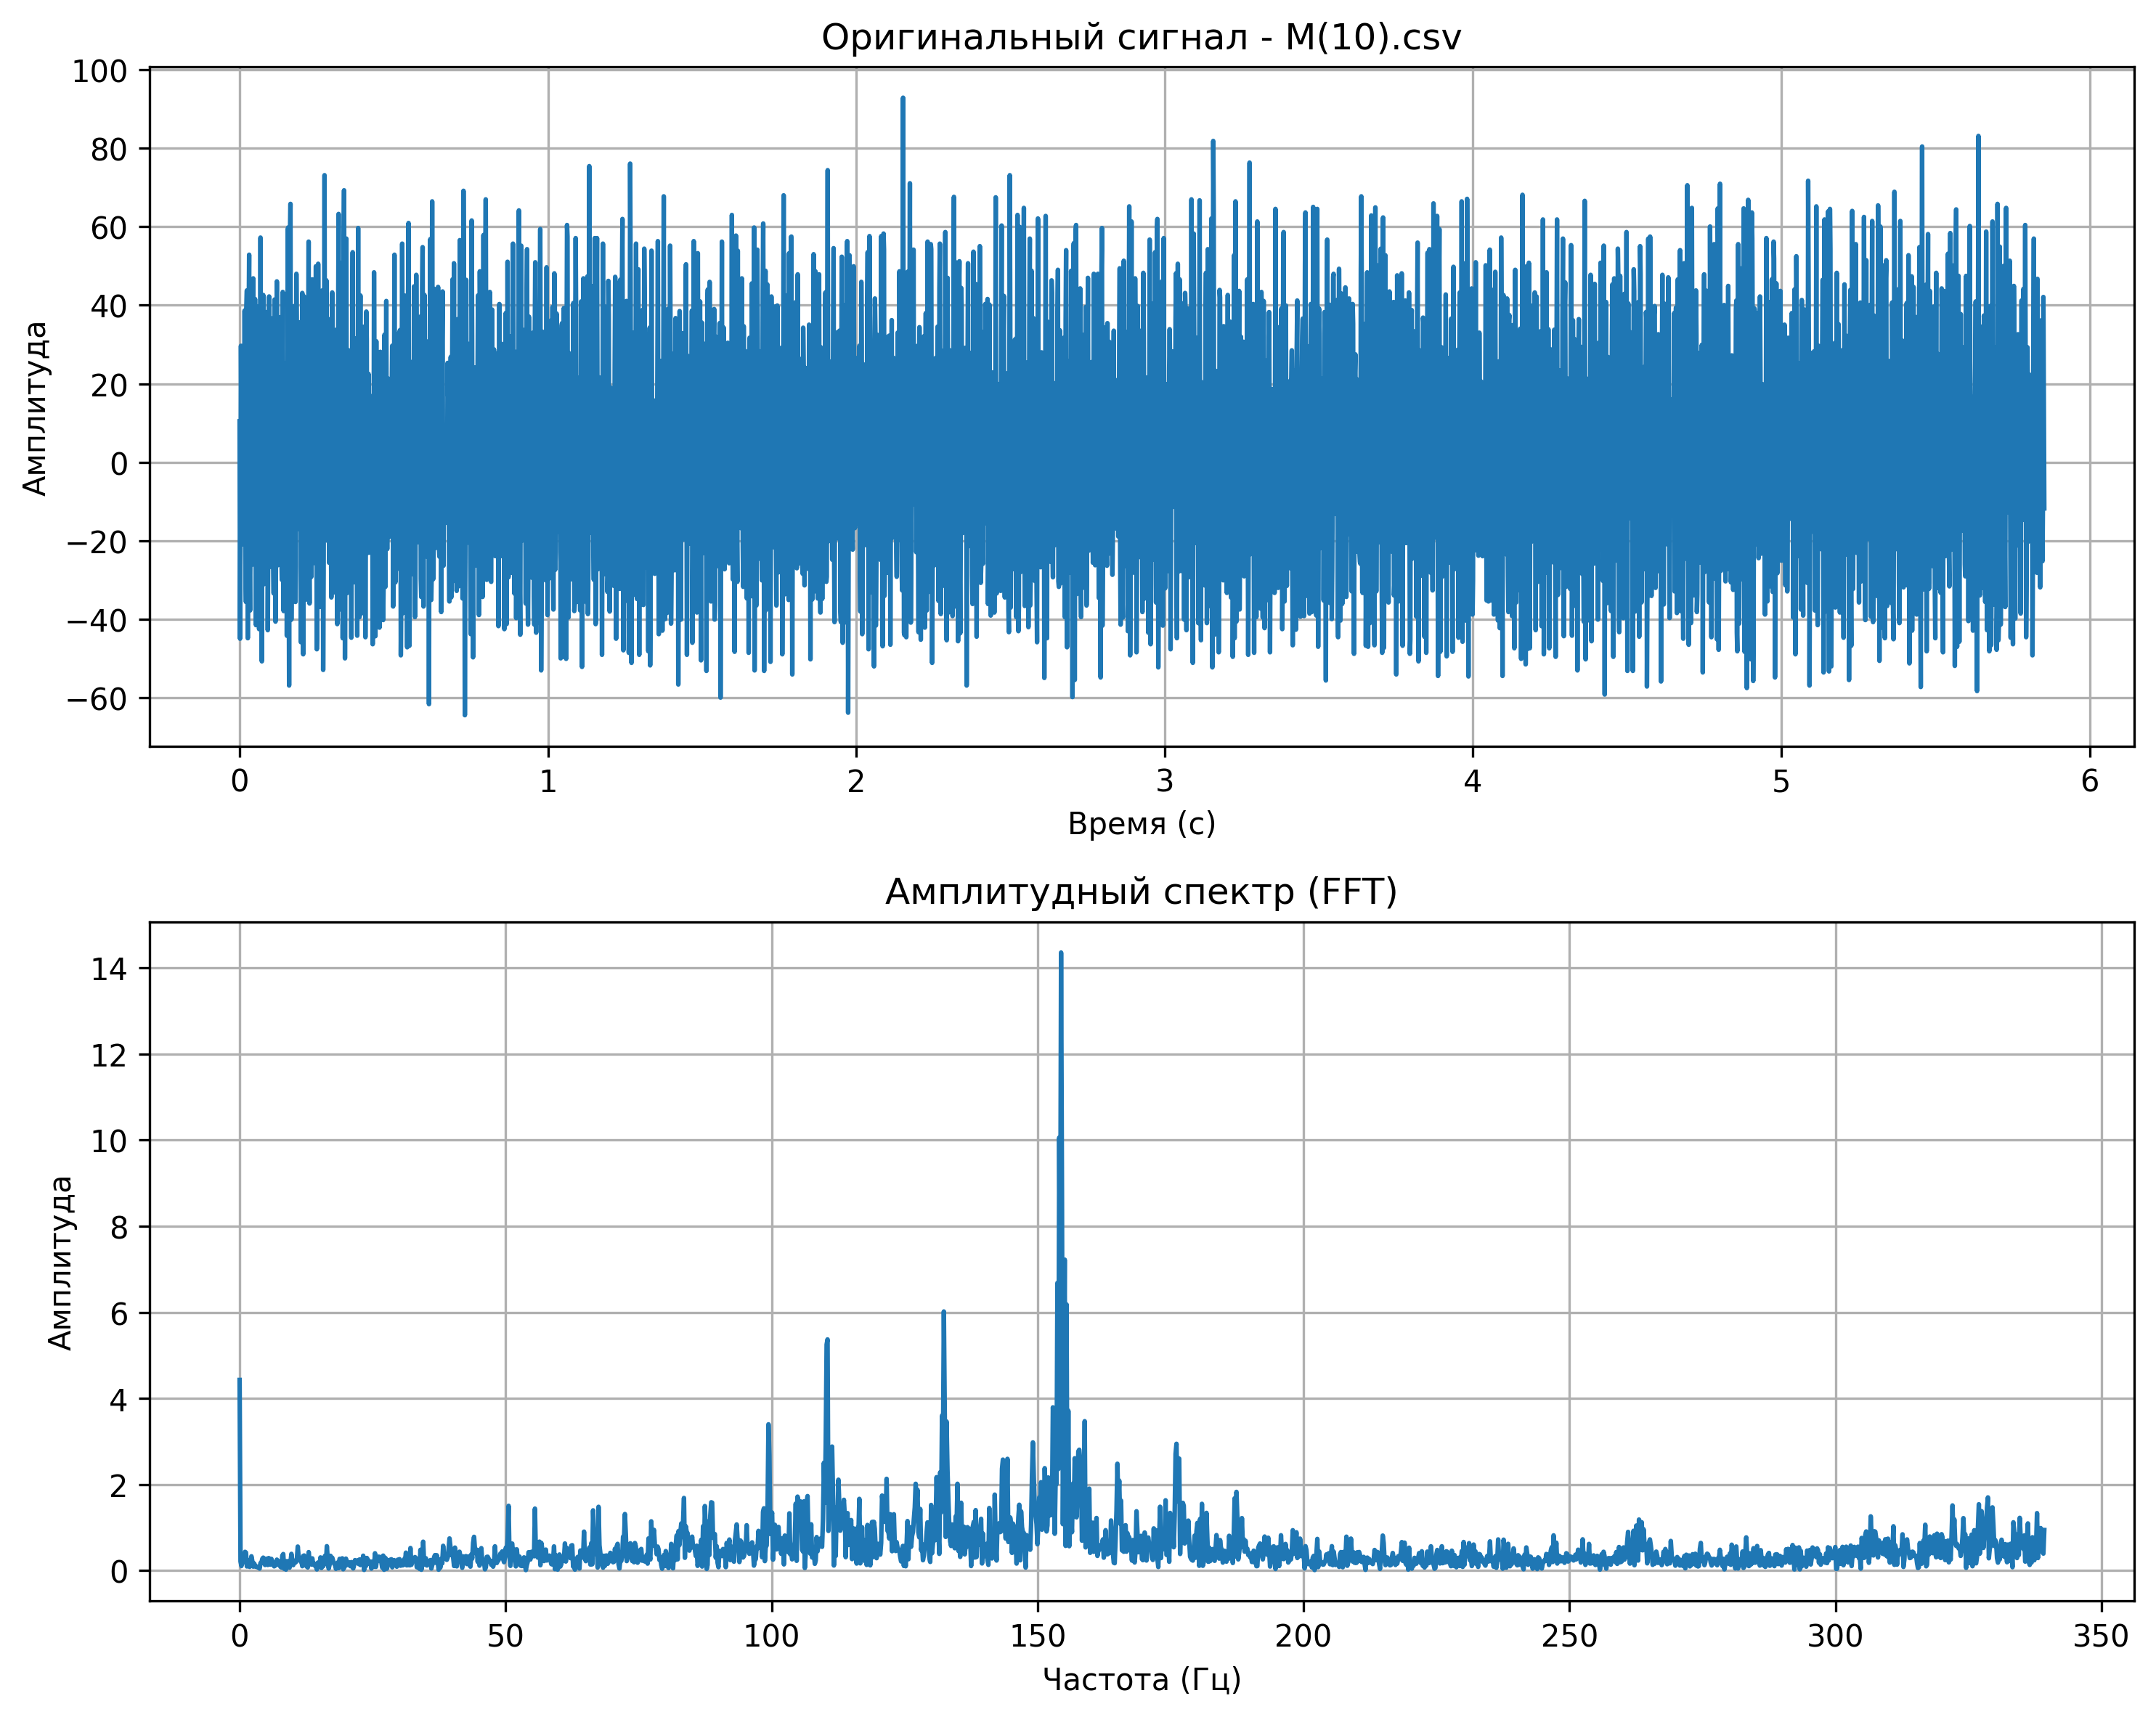 Оригинальный сигнал - M(10).csv
100
80
60
40
20
0
−20
−40
−60
Амплитуда
0 1 2 3 4 5 6
Время (с)
Амплитудный спектр (FFT)
14
12
10
8
6
4
2
0
Амплитуда
0 50 100 150 200 250 300 350
Частота (Гц)